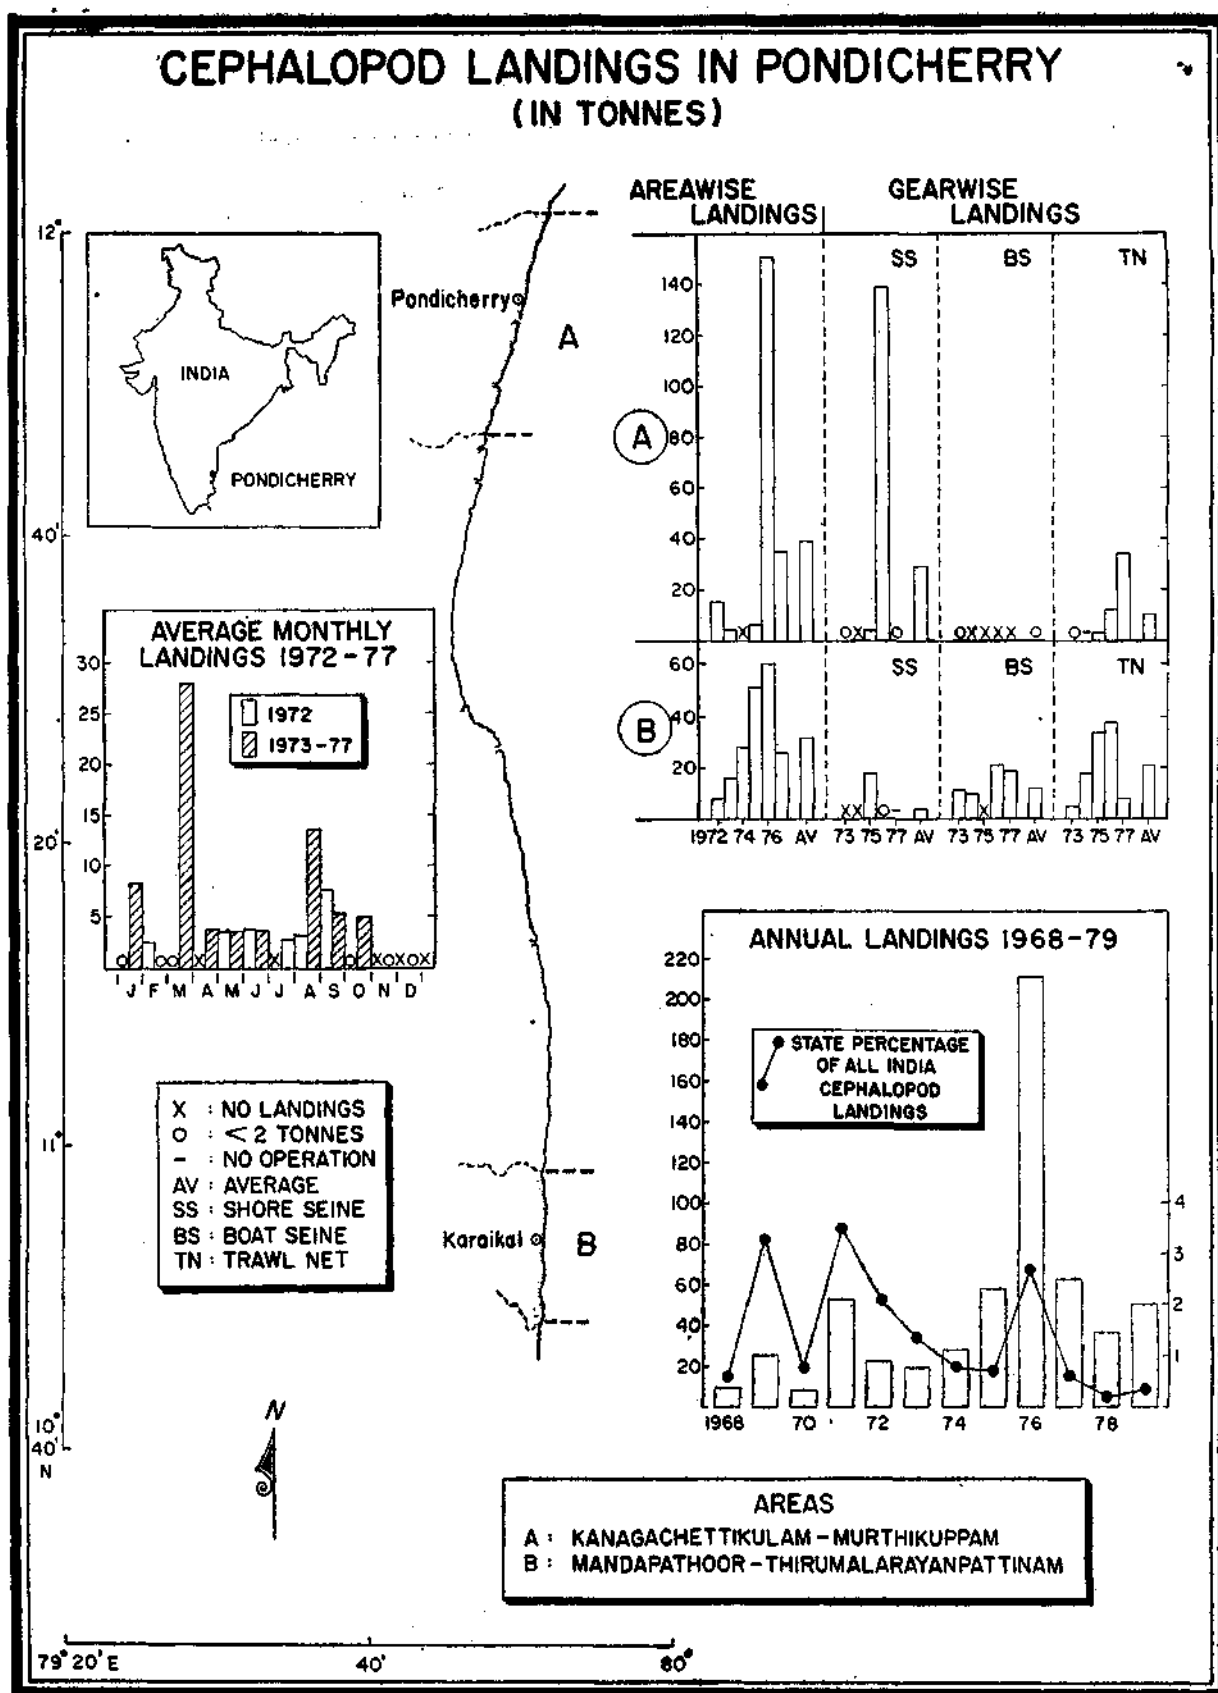 CEPHALOPOD LANDINGS IN PONDICHERRY
(IN TONNES)
AREAWISE LANDINGS
GEARWISE LANDINGS
12°
40'
20'
11°
10°
40'
N
INDIA
PONDICHERRY
Pondicherry
A
Karaikal
B
A
140
120
100
80
60
40
20
SS
BS
TN
X
O X O
O X X X X O
O -
B
60
40
20
SS
BS
TN
X X O -
X
1972 74 76 AV
73 75 77 AV
73 75 77 AV
73 75 77 AV
AVERAGE MONTHLY
LANDINGS 1972-77
30
25
20
15
10
5
1972
1973-77
O O O X X O X O X O X
J F M A M J J A S O N D
X : NO LANDINGS
O : < 2 TONNES
- : NO OPERATION
AV : AVERAGE
SS : SHORE SEINE
BS : BOAT SEINE
TN : TRAWL NET
ANNUAL LANDINGS 1968-79
220
200
180
160
140
120
100
80
60
40
20
STATE PERCENTAGE
OF ALL INDIA
CEPHALOPOD
LANDINGS
4
3
2
1
1968 70 72 74 76 78
N
AREAS
A : KANAGACHETTIKULAM-MURTHIKUPPAM
B : MANDAPATHOOR-THIRUMALARAYANPATTINAM
79° 20' E 40' 80°